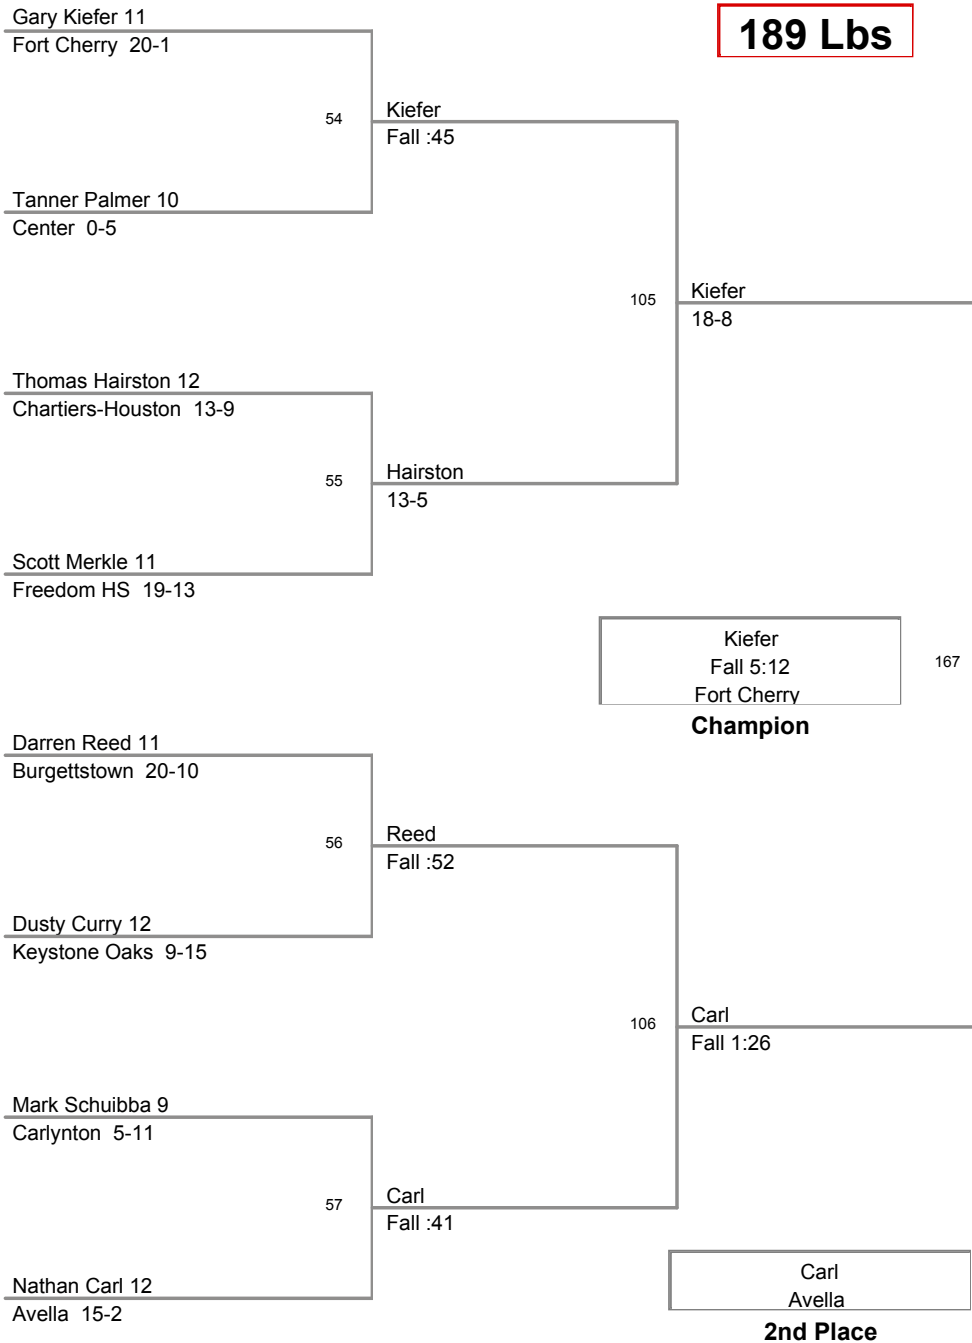 Gary Kiefer 11
Fort Cherry 20-1
189 Lbs
54
Kiefer
Fall :45
Tanner Palmer 10
Center 0-5
105
Kiefer
18-8
Thomas Hairston 12
Chartiers-Houston 13-9
55
Hairston
13-5
Scott Merkle 11
Freedom HS 19-13
Kiefer
Fall 5:12
Fort Cherry
167
Champion
Darren Reed 11
Burgettstown 20-10
56
Reed
Fall :52
Dusty Curry 12
Keystone Oaks 9-15
106
Carl
Fall 1:26
Mark Schuibba 9
Carlynton 5-11
57
Carl
Fall :41
Nathan Carl 12
Avella 15-2
Carl
Avella
2nd Place